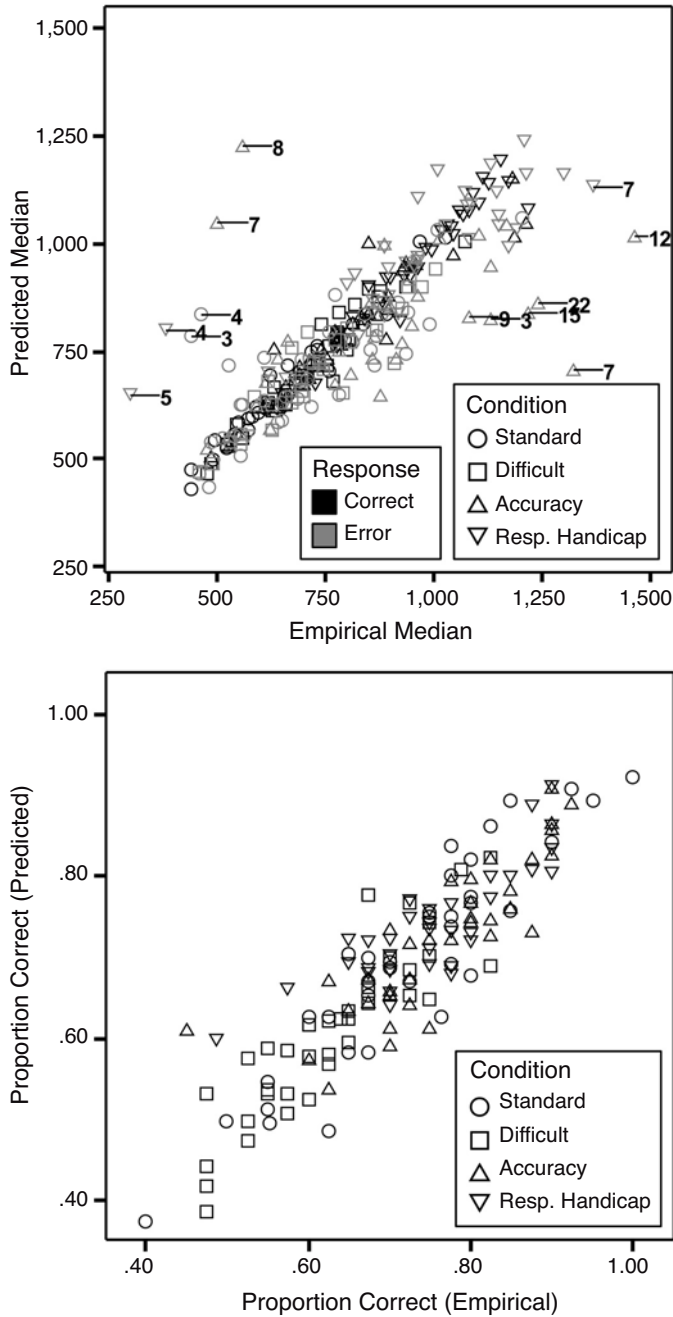 1,500
1,250
1,000
750
500
250
Predicted Median
8
7
7
12
4
4
3
22
15
9
3
7
5
Response
Correct
Error
Condition
Standard
Difficult
Accuracy
Resp. Handicap
250
500
750
1,000
1,250
1,500
Empirical Median
1.00
.80
.60
.40
Proportion Correct (Predicted)
Condition
Standard
Difficult
Accuracy
Resp. Handicap
.40
.60
.80
1.00
Proportion Correct (Empirical)